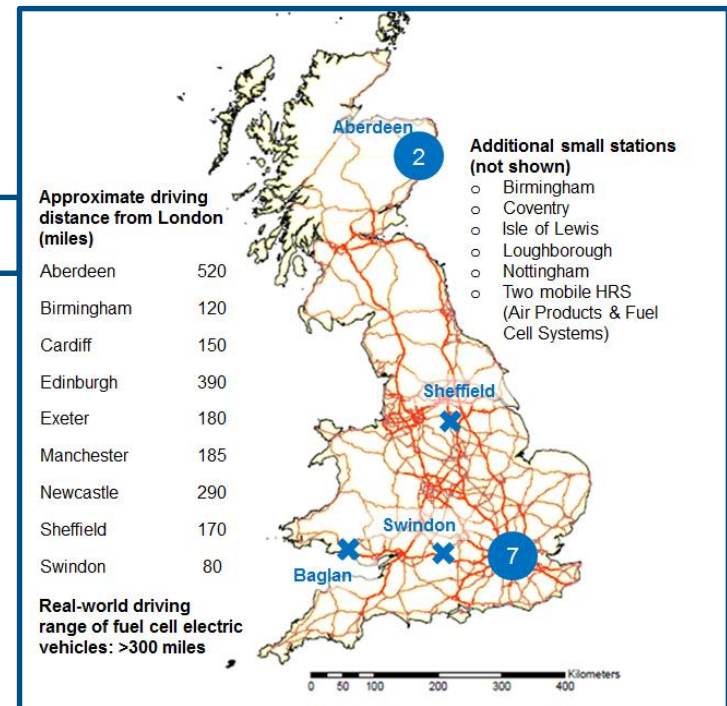 Aberdeen
2
Additional small stations
(not shown)
o Birmingham
o Coventry
o Isle of Lewis
o Loughborough
o Nottingham
o Two mobile HRS
(Air Products & Fuel
Cell Systems)
Approximate driving
distance from London
(miles)
Aberdeen 520
Birmingham 120
Cardiff 150
Edinburgh 390
Exeter 180
Manchester 185
Newcastle 290
Sheffield 170
Swindon 80
Real-world driving
range of fuel cell electric
vehicles: >300 miles
Sheffield
Swindon
7
Baglan
Kilometers
0 50 100 200 300 400